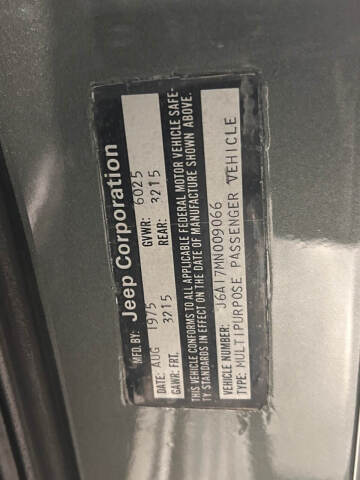 MFD. BY: Jeep Corporation
DATE: AUG 1975 GVWR: 6025
GAWR: FRT. 3215 REAR: 3215
THIS VEHICLE CONFORMS TO ALL APPLICABLE FEDERAL MOTOR VEHICLE SAFE-
TY STANDARDS IN EFFECT ON THE DATE OF MANUFACTURE SHOWN ABOVE.
VEHICLE NUMBER: J6A17MN009066
TYPE: MULTIPURPOSE PASSENGER VEHICLE